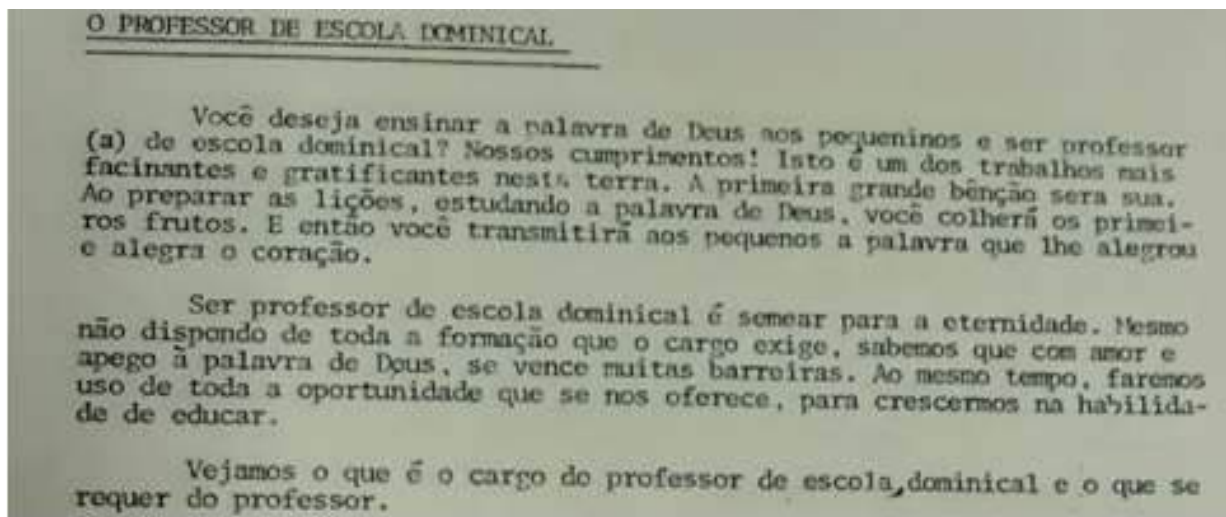 O PROFESSOR DE ESCOLA DOMINICAL
Você deseja ensinar a palavra de Deus aos pequeninos e ser professor
(a) de escola dominical? Nossos cumprimentos! Isto é um dos trabalhos mais
facinantes e gratificantes nesta terra. A primeira grande bênção sera sua.
Ao preparar as lições, estudando a palavra de Deus, você colherá os primei-
ros frutos. E então você transmitirá aos pequenos a palavra que lhe alegrou
e alegra o coração.
Ser professor de escola dominical é semear para a eternidade. Mesmo
não dispondo de toda a formação que o cargo exige, sabemos que com amor e
apego à palavra de Deus, se vence muitas barreiras. Ao mesmo tempo, faremos
uso de toda a oportunidade que se nos oferece, para crescermos na habilida-
de de educar.
Vejamos o que é o cargo do professor de escola dominical e o que se
requer do professor.